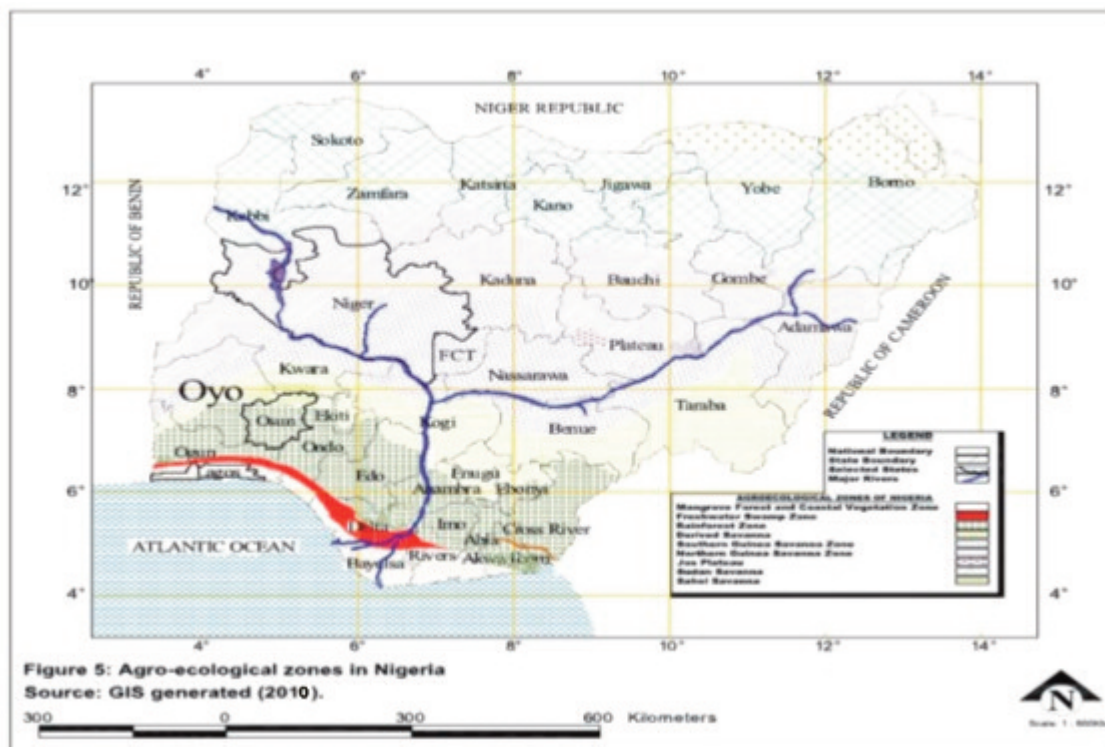 4° 6° 8° 10° 12° 14°
NIGER REPUBLIC
Sokoto
Katsina Jigawa Yobe Borno
12° Zamfara Kano 12°
Kebbi
REPUBLIC OF BENIN
Kaduna Bauchi Gombe
10° 10°
Niger
Adamawa
FCT Plateau
Kwara Nassarawa
REPUBLIC OF CAMEROON
8° Oyo 8°
Osun Ekiti Kogi Benue Taraba
Ogun Ondo
Lagos Edo Enugu
6° Anambra Ebonyi 6°
Delta Imo Cross River
Abia
ATLANTIC OCEAN
Bayelsa Rivers Akwa Ibom
4° 4°
LEGEND
National Boundary
State Boundary
Selected States
Major Rivers
AGROECOLOGICAL ZONES OF NIGERIA
Mangrove Forest and Coastal Vegetation Zone
Freshwater Swamp Zone
Rainforest Zone
Derived Savanna
Southern Guinea Savanna Zone
Northern Guinea Savanna Zone
Jos Plateau
Sudan Savanna
Sahel Savanna
4° 6° 8° 10° 12° 14°
Figure 5: Agro-ecological zones in Nigeria
Source: GIS generated (2010).
300 0 300 600 Kilometers
N